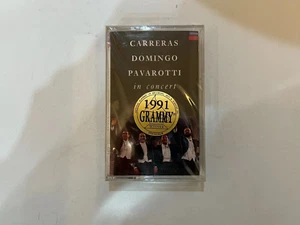 CARRERAS
DOMINGO
PAVAROTTI
in concert
1991
GRAMMY